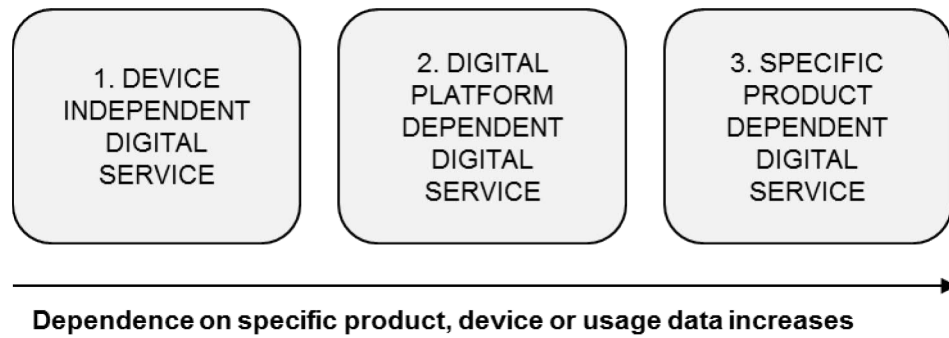 1. DEVICE
INDEPENDENT
DIGITAL
SERVICE
2. DIGITAL
PLATFORM
DEPENDENT
DIGITAL
SERVICE
3. SPECIFIC
PRODUCT
DEPENDENT
DIGITAL
SERVICE
Dependence on specific product, device or usage data increases